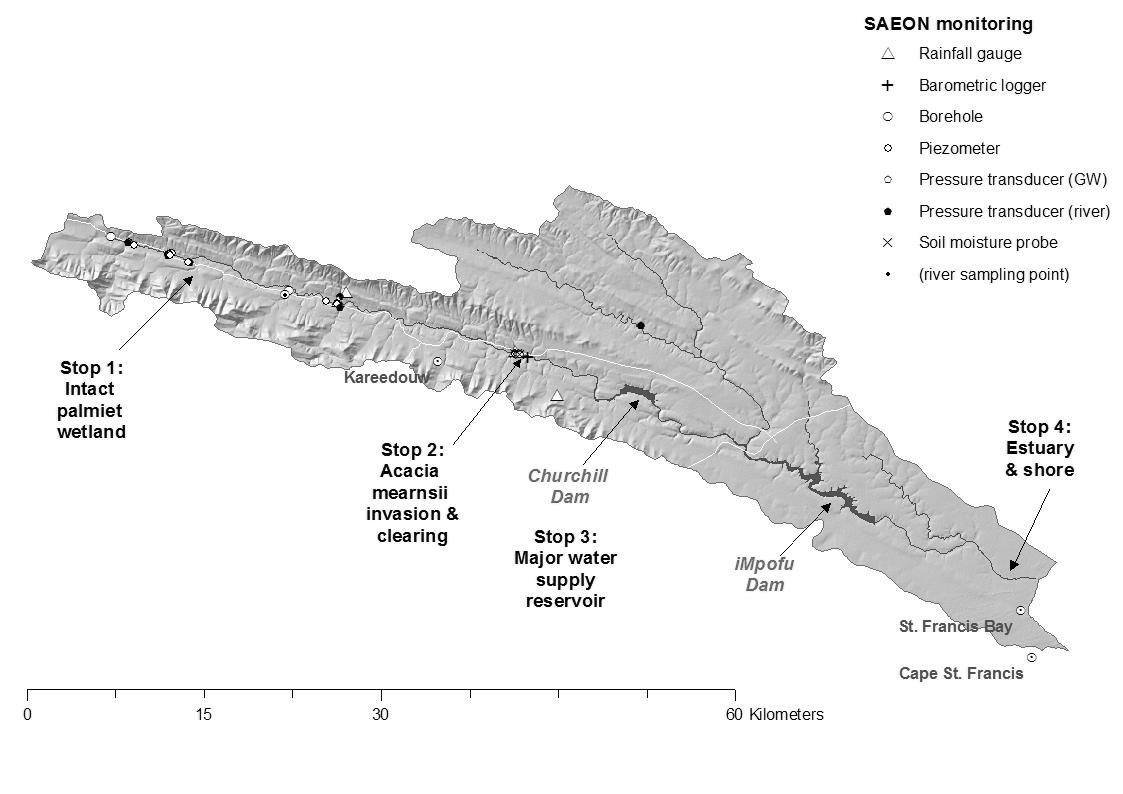 SAEON monitoring
Rainfall gauge
Barometric logger
Borehole
Piezometer
Pressure transducer (GW)
Pressure transducer (river)
Soil moisture probe
(river sampling point)
Stop 1:
Intact
palmiet
wetland
Kareedouw
Stop 2:
Acacia
mearnsii
invasion &
clearing
Churchill
Dam
Stop 3:
Major water
supply
reservoir
iMpofu
Dam
Stop 4:
Estuary
& shore
St. Francis Bay
Cape St. Francis
0 15 30 60 Kilometers